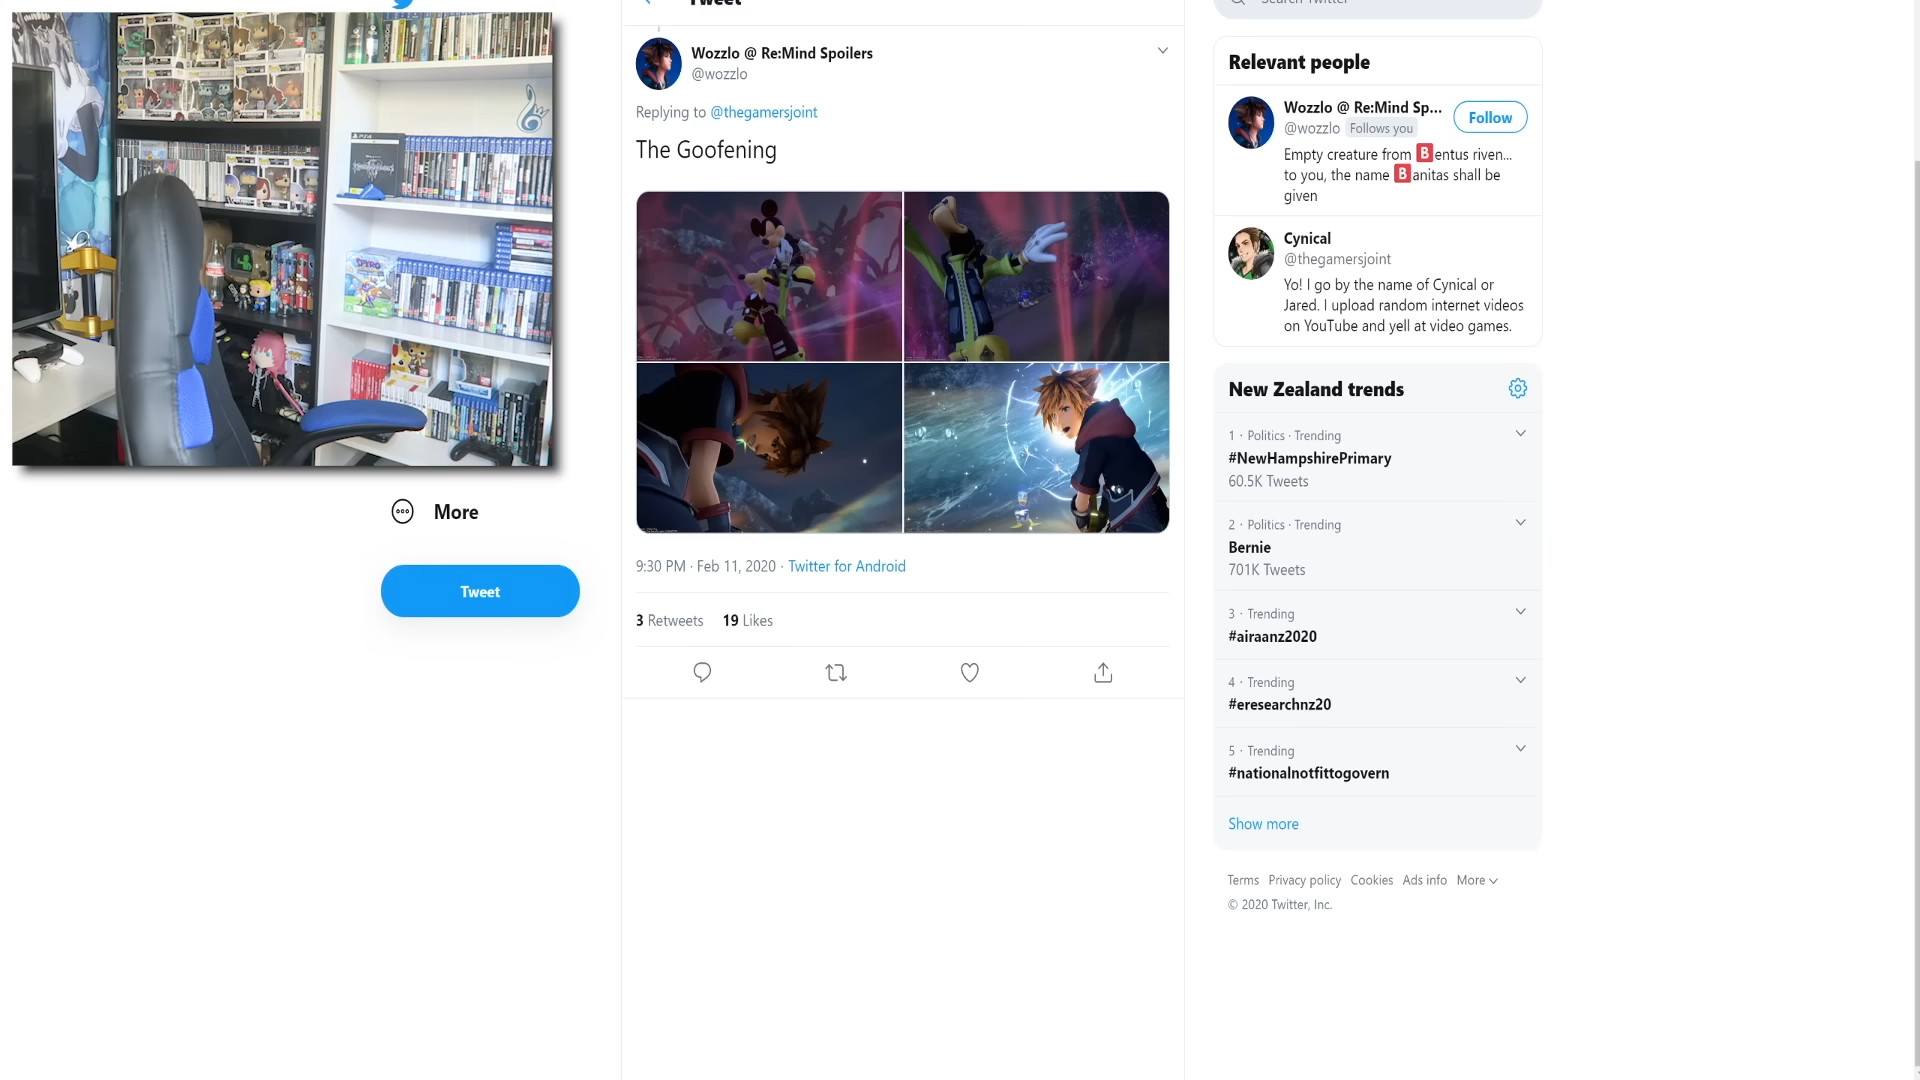 Tweet
Wozzlo @ Re:Mind Spoilers
@wozzlo
Replying to @thegamersjoint
The Goofening
9:30 PM · Feb 11, 2020 · Twitter for Android
3 Retweets 19 Likes
More
Tweet
Search Twitter
Relevant people
Wozzlo @ Re:Mind Sp...
@wozzlo Follows you
Follow
Empty creature from 🅱entus riven...
to you, the name 🅱anitas shall be
given
Cynical
@thegamersjoint
Yo! I go by the name of Cynical or
Jared. I upload random internet videos
on YouTube and yell at video games.
New Zealand trends
1 · Politics · Trending
#NewHampshirePrimary
60.5K Tweets
2 · Politics · Trending
Bernie
701K Tweets
3 · Trending
#airaanz2020
4 · Trending
#eresearchnz20
5 · Trending
#nationalnotfittogovern
Show more
Terms Privacy policy Cookies Ads info More
© 2020 Twitter, Inc.